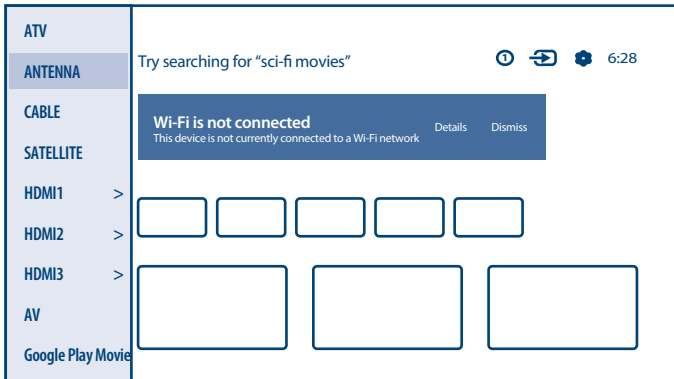 ATV
ANTENNA
CABLE
SATELLITE
HDMI1 >
HDMI2 >
HDMI3 >
AV
Google Play Movie
Try searching for “sci-fi movies”
1
6:28
Wi-Fi is not connected
This device is not currently connected to a Wi-Fi network
Details
Dismiss